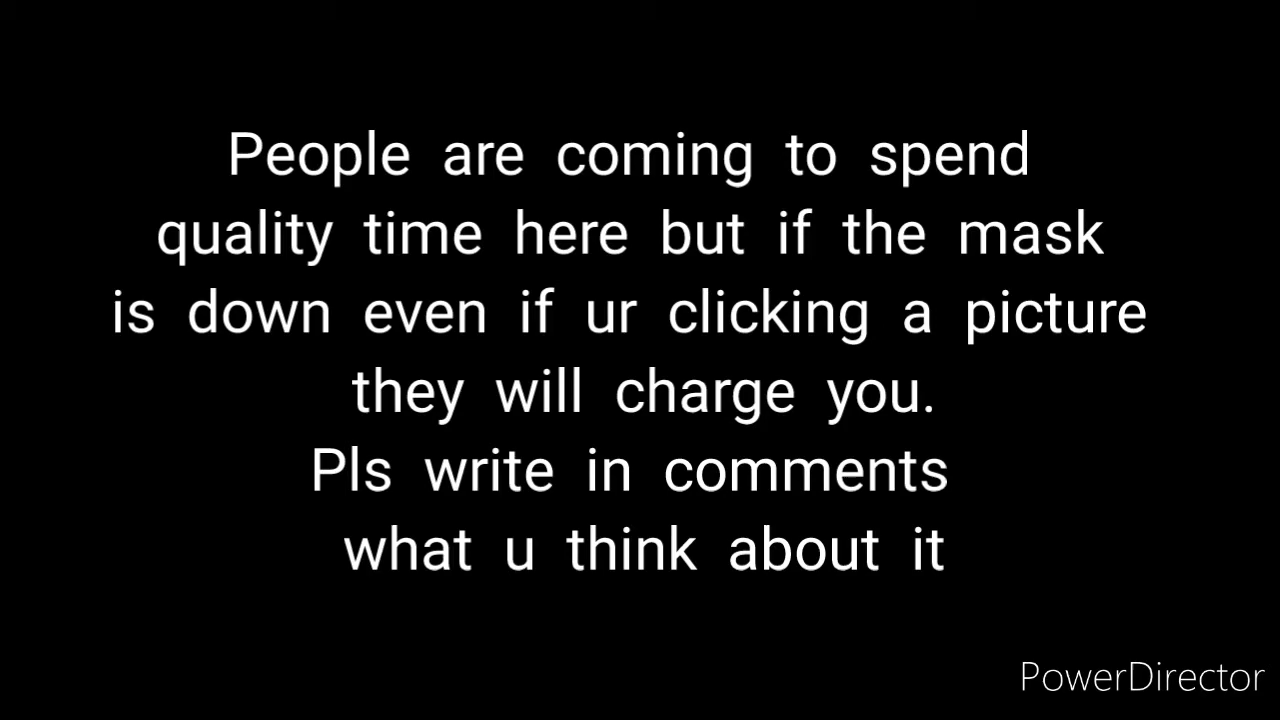 People are coming to spend
quality time here but if the mask
is down even if ur clicking a picture
they will charge you.
Pls write in comments
what u think about it
PowerDirector